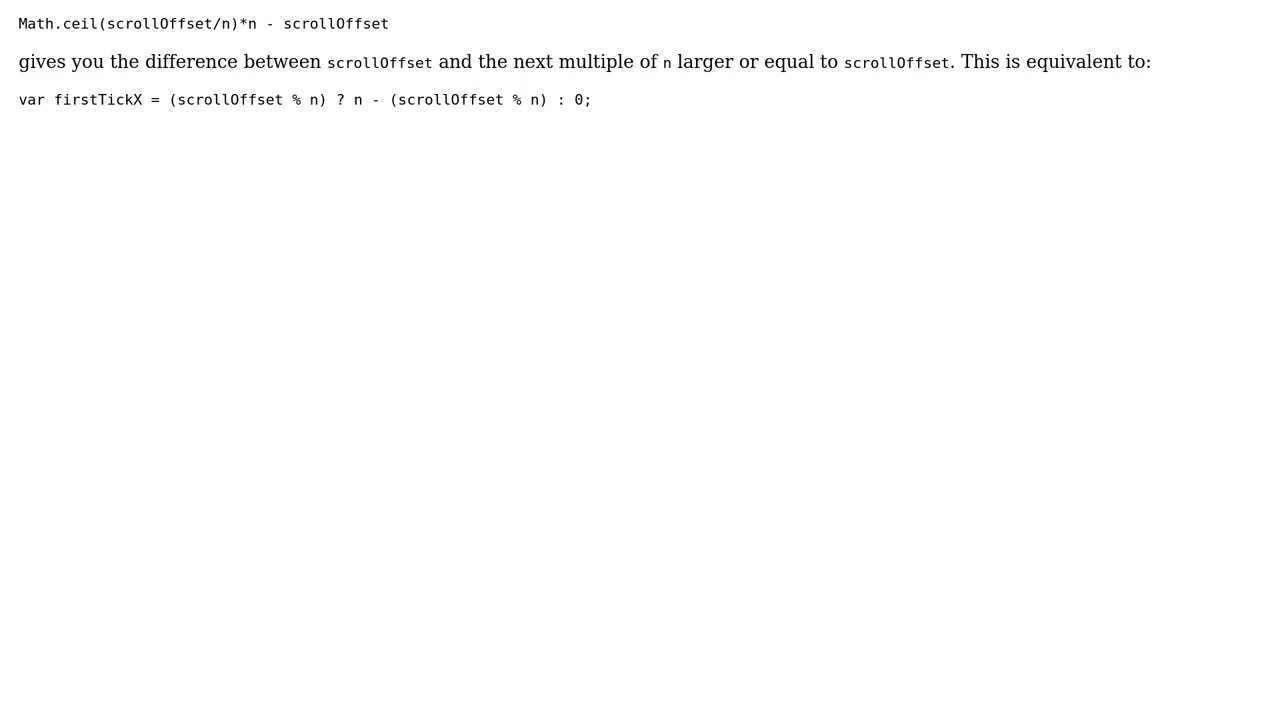 Math.ceil(scrollOffset/n)*n - scrollOffset
gives you the difference between scrollOffset and the next multiple of n larger or equal to scrollOffset. This is equivalent to:
var firstTickX = (scrollOffset % n) ? n - (scrollOffset % n) : 0;